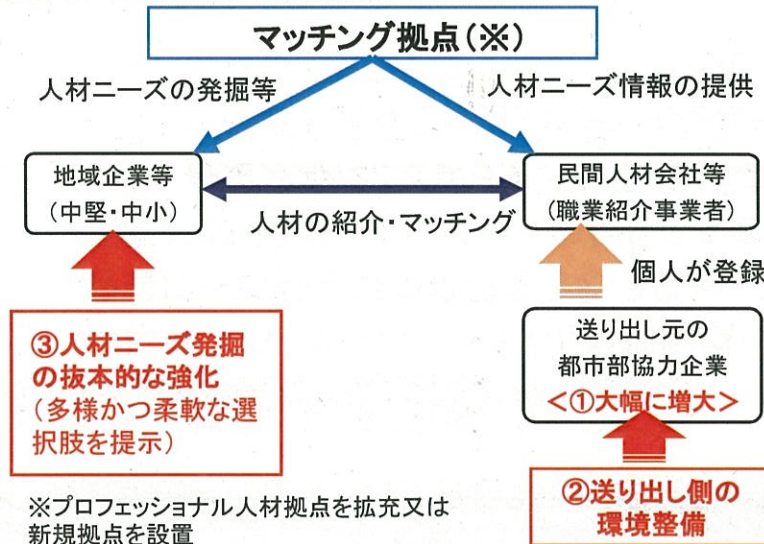 マッチング拠点(※)
人材ニーズの発掘等
人材ニーズ情報の提供
地域企業等
(中堅・中小)
民間人材会社等
(職業紹介事業者)
人材の紹介・マッチング
個人が登録
③人材ニーズ発掘
の抜本的な強化
(多様かつ柔軟な選
択肢を提示)
送り出し元の
都市部協力企業
<①大幅に増大>
②送り出し側の
環境整備
※プロフェッショナル人材拠点を拡充又は
新規拠点を設置